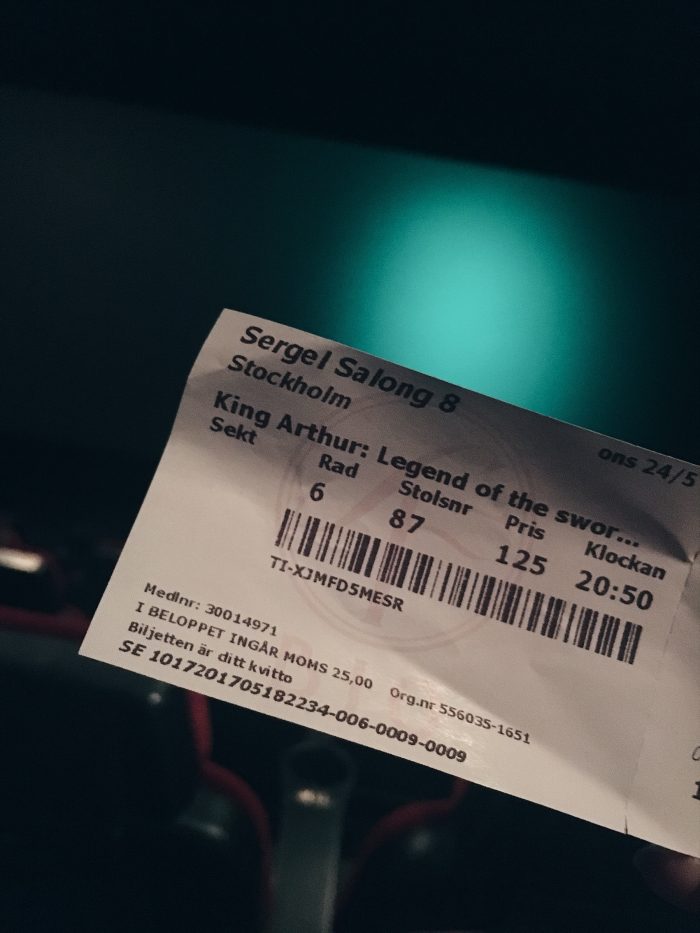 Sergel Salong 8
Stockholm
ons 24/5
King Arthur: Legend of the swor...
Sekt Rad Stolsnr Pris Klockan
6 87 125 20:50
TI-XJMFD5MESR
Medlnr: 30014971
I BELOPPET INGÅR MOMS 25,00 Org.nr 556035-1651
Biljetten är ditt kvitto
SE 1017201705182234-006-0009-0009